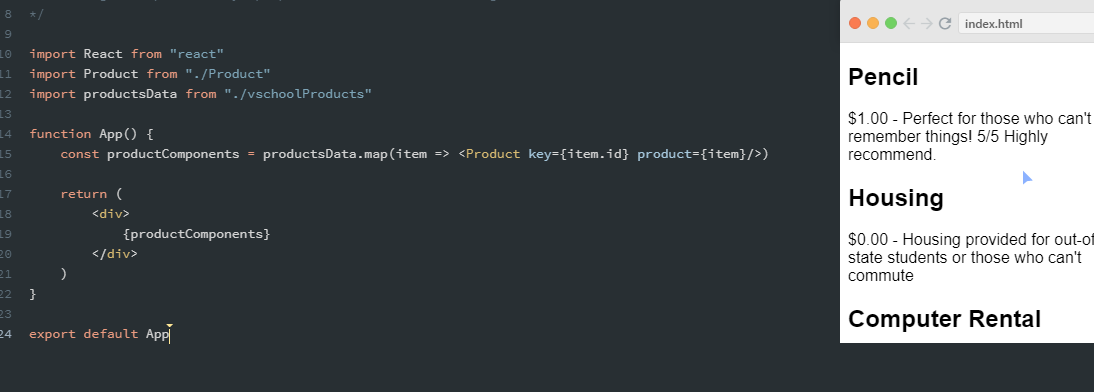 8 */
9
10 import React from "react"
11 import Product from "./Product"
12 import productsData from "./vschoolProducts"
13
14 function App() {
15     const productComponents = productsData.map(item => <Product key={item.id} product={item}/>)
16
17     return (
18         <div>
19             {productComponents}
20         </div>
21     )
22 }
23
24 export default App
index.html
Pencil
$1.00 - Perfect for those who can't
remember things! 5/5 Highly
recommend.
Housing
$0.00 - Housing provided for out-of
state students or those who can't
commute
Computer Rental